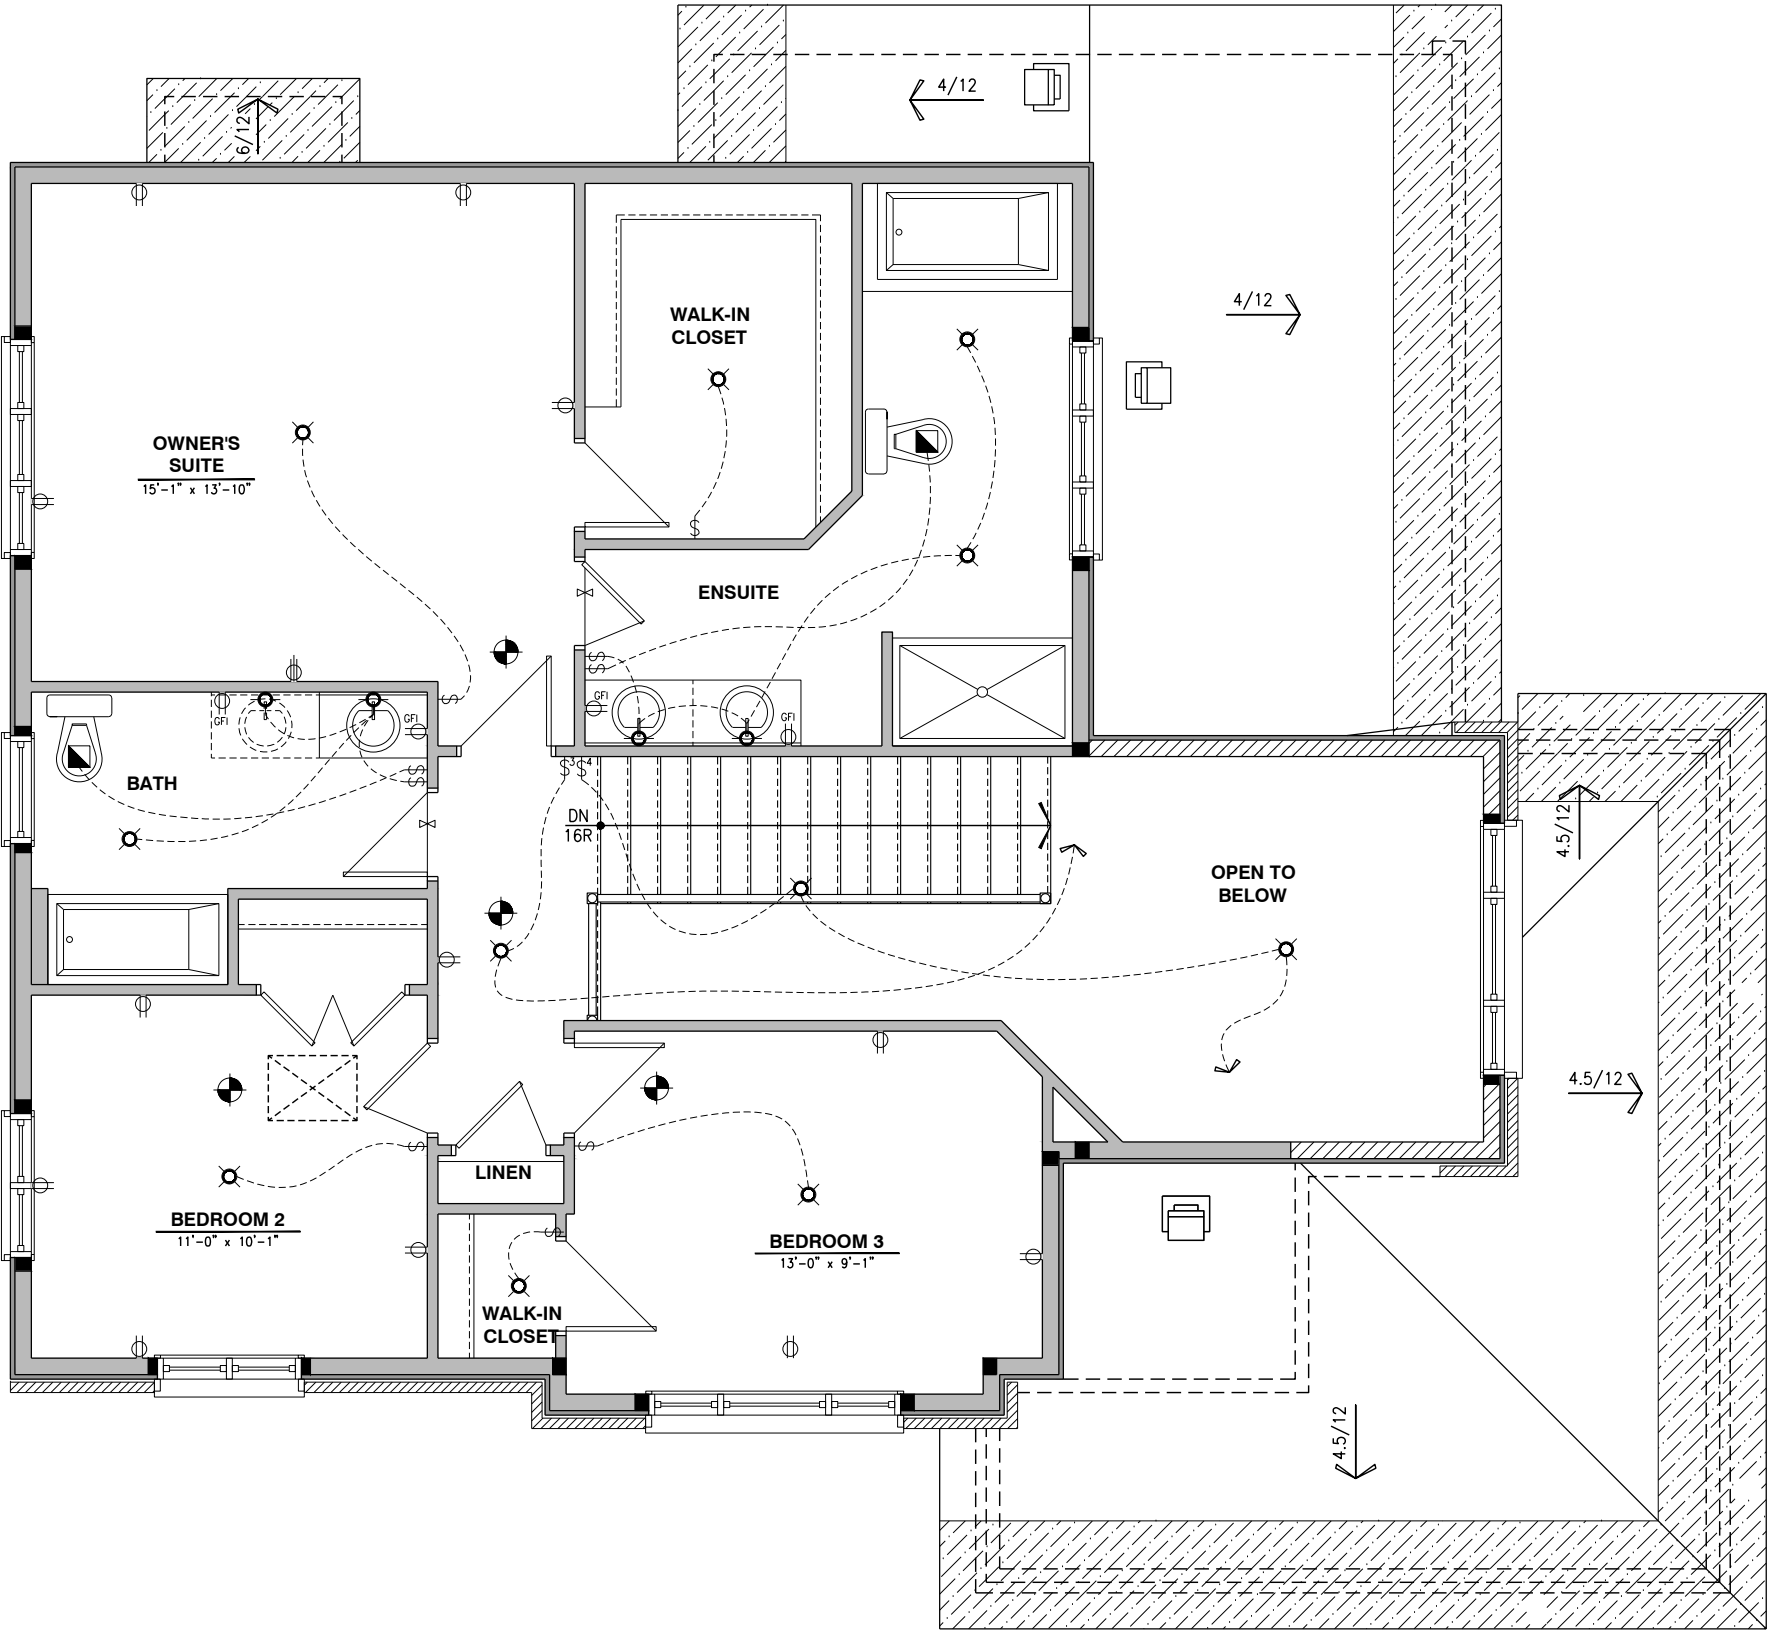 4/12
6/12
4/12
WALK-IN
CLOSET
OWNER'S
SUITE
15'-1" x 13'-10"
ENSUITE
GFI
GFI
GFI
GFI
BATH
$
$
$
$
$
$
$3 $4
DN
16R
OPEN TO
BELOW
4.5/12
4.5/12
$
$
LINEN
BEDROOM 2
11'-0" x 10'-1"
$
BEDROOM 3
13'-0" x 9'-1"
WALK-IN
CLOSET
4.5/12